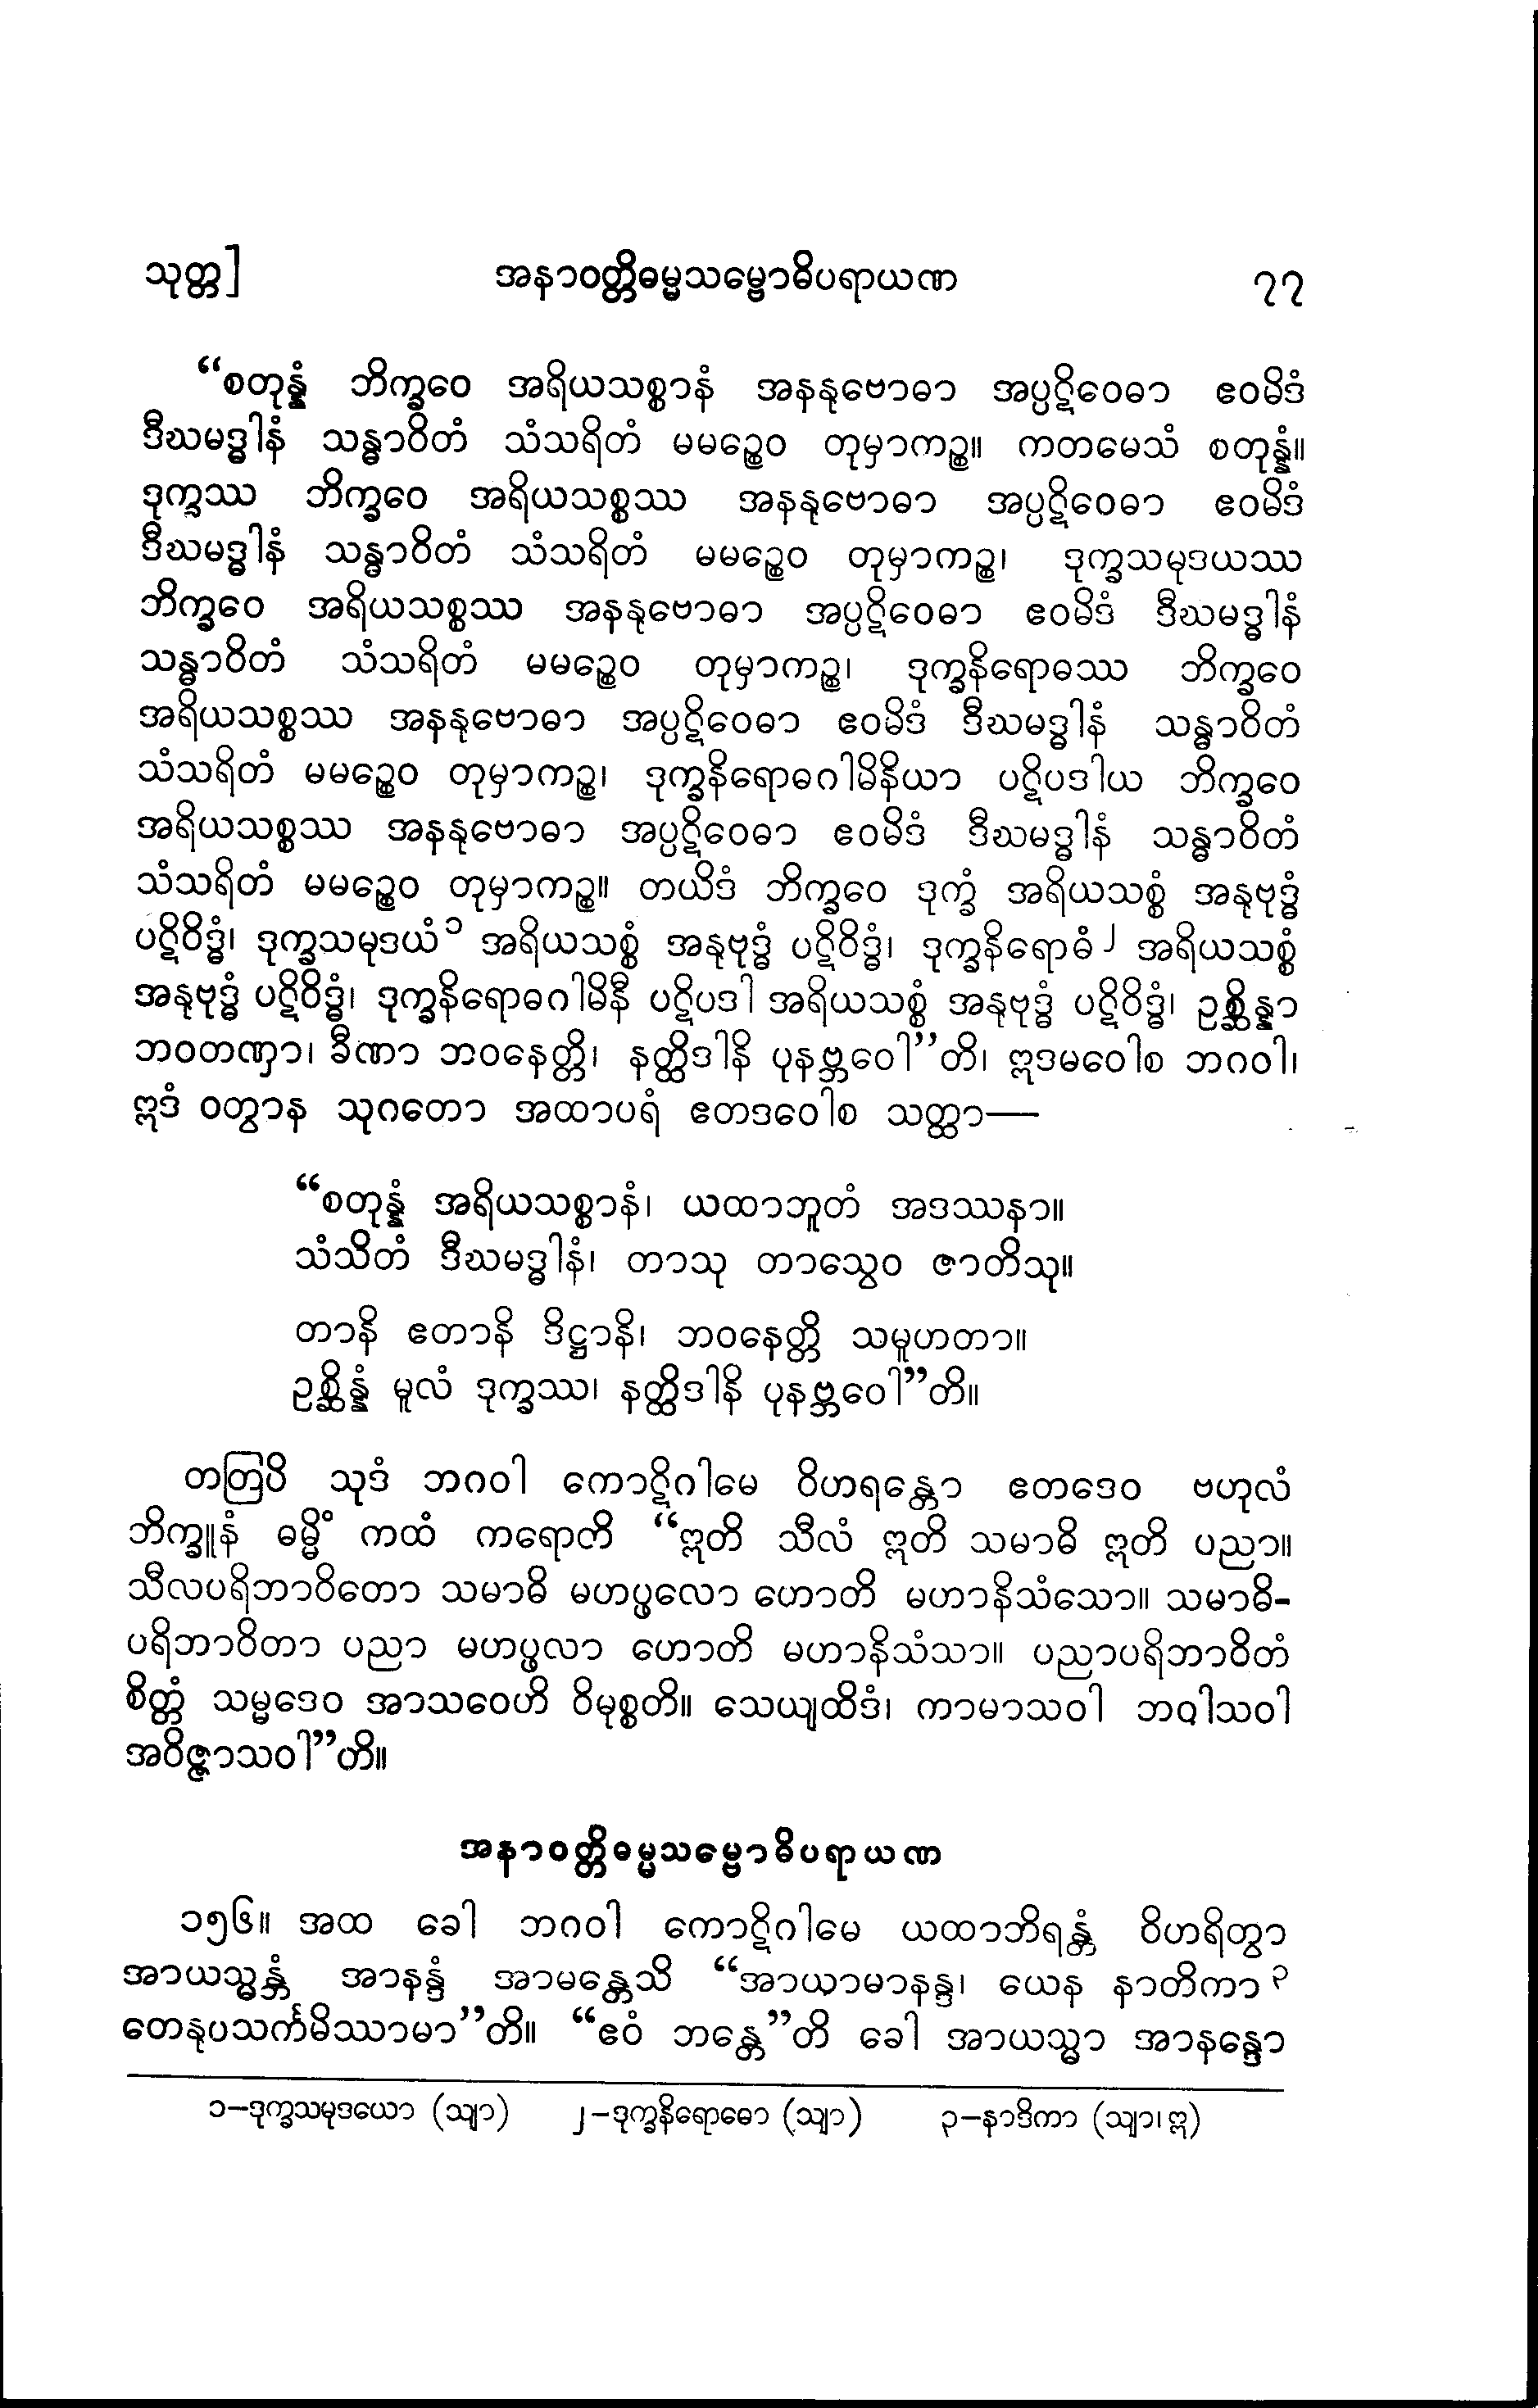 သုတ္တ] အနာဝတ္တိဓမ္မသမ္ဗောဓိပရာယဏ ၇၇
“စတုန္နံ ဘိက္ခဝေ အရိယသစ္စာနံ အနနုဗောဓာ အပ္ပဋိဝေဓာ ဧဝမိဒံ
ဒီဃမဒ္ဓါနံ သန္ဓာဝိတံ သံသရိတံ မမဉ္စေဝ တုမှာကဉ္စ။ ကတမေသံ စတုန္နံ။
ဒုက္ခဿ ဘိက္ခဝေ အရိယသစ္စဿ အနနုဗောဓာ အပ္ပဋိဝေဓာ ဧဝမိဒံ
ဒီဃမဒ္ဓါနံ သန္ဓာဝိတံ သံသရိတံ မမဉ္စေဝ တုမှာကဉ္စ၊ ဒုက္ခသမုဒယဿ
ဘိက္ခဝေ အရိယသစ္စဿ အနနုဗောဓာ အပ္ပဋိဝေဓာ ဧဝမိဒံ ဒီဃမဒ္ဓါနံ
သန္ဓာဝိတံ သံသရိတံ မမဉ္စေဝ တုမှာကဉ္စ၊ ဒုက္ခနိရောဓဿ ဘိက္ခဝေ
အရိယသစ္စဿ အနနုဗောဓာ အပ္ပဋိဝေဓာ ဧဝမိဒံ ဒီဃမဒ္ဓါနံ သန္ဓာဝိတံ
သံသရိတံ မမဉ္စေဝ တုမှာကဉ္စ၊ ဒုက္ခနိရောဓဂါမိနိယာ ပဋိပဒါယ ဘိက္ခဝေ
အရိယသစ္စဿ အနနုဗောဓာ အပ္ပဋိဝေဓာ ဧဝမိဒံ ဒီဃမဒ္ဓါနံ သန္ဓာဝိတံ
သံသရိတံ မမဉ္စေဝ တုမှာကဉ္စ။ တယိဒံ ဘိက္ခဝေ ဒုက္ခံ အရိယသစ္စံ အနုဗုဒ္ဓံ
ပဋိဝိဒ္ဓံ၊ ဒုက္ခသမုဒယံ၁ အရိယသစ္စံ အနုဗုဒ္ဓံ ပဋိဝိဒ္ဓံ၊ ဒုက္ခနိရောဓံ၂ အရိယသစ္စံ
အနုဗုဒ္ဓံ ပဋိဝိဒ္ဓံ၊ ဒုက္ခနိရောဓဂါမိနီ ပဋိပဒါ အရိယသစ္စံ အနုဗုဒ္ဓံ ပဋိဝိဒ္ဓံ၊ ဥစ္ဆိန္နာ
ဘဝတဏှာ၊ ခီဏာ ဘဝနေတ္တိ၊ နတ္ထိဒါနိ ပုနဗ္ဘဝေါ”တိ၊ ဣဒမဝေါစ ဘဂဝါ၊
ဣဒံ ဝတွာန သုဂတော အထာပရံ ဧတဒဝေါစ သတ္ထာ—
“စတုန္နံ အရိယသစ္စာနံ၊ ယထာဘူတံ အဒဿနာ။
သံသိတံ ဒီဃမဒ္ဓါနံ၊ တာသု တာသွေဝ ဇာတိသု။
တာနိ ဧတာနိ ဒိဋ္ဌာနိ၊ ဘဝနေတ္တိ သမူဟတာ။
ဥစ္ဆိန္နံ မူလံ ဒုက္ခဿ၊ နတ္ထိဒါနိ ပုနဗ္ဘဝေါ”တိ။
တတြပိ သုဒံ ဘဂဝါ ကောဋိဂါမေ ဝိဟရန္တော ဧတဒေဝ ဗဟုလံ
ဘိက္ခူနံ ဓမ္မိံ ကထံ ကရောတိ “ဣတိ သီလံ ဣတိ သမာဓိ ဣတိ ပညာ။
သီလပရိဘာဝိတော သမာဓိ မဟပ္ဖလော ဟောတိ မဟာနိသံသော။ သမာဓိ-
ပရိဘာဝိတာ ပညာ မဟပ္ဖလာ ဟောတိ မဟာနိသံသာ။ ပညာပရိဘာဝိတံ
စိတ္တံ သမ္မဒေဝ အာသဝေဟိ ဝိမုစ္စတိ။ သေယျထိဒံ၊ ကာမာသဝါ ဘဝါသဝါ
အဝိဇ္ဇာသဝါ”တိ။
အနာဝတ္တိဓမ္မသမ္ဗောဓိပရာယဏ
၁၅၆။ အထ ခေါ ဘဂဝါ ကောဋိဂါမေ ယထာဘိရန္တံ ဝိဟရိတွာ
အာယသ္မန္တံ အာနန္ဒံ အာမန္တေသိ “အာယာမာနန္ဒ၊ ယေန နာတိကာ၃
တေနုပသင်္ကမိဿာမာ”တိ။ “ဧဝံ ဘန္တေ”တိ ခေါ အာယသ္မာ အာနန္ဒော
၁–ဒုက္ခသမုဒယော (သျာ) ၂–ဒုက္ခနိရောဓော (သျာ) ၃–နာဒိကာ (သျာ၊ ဣ)